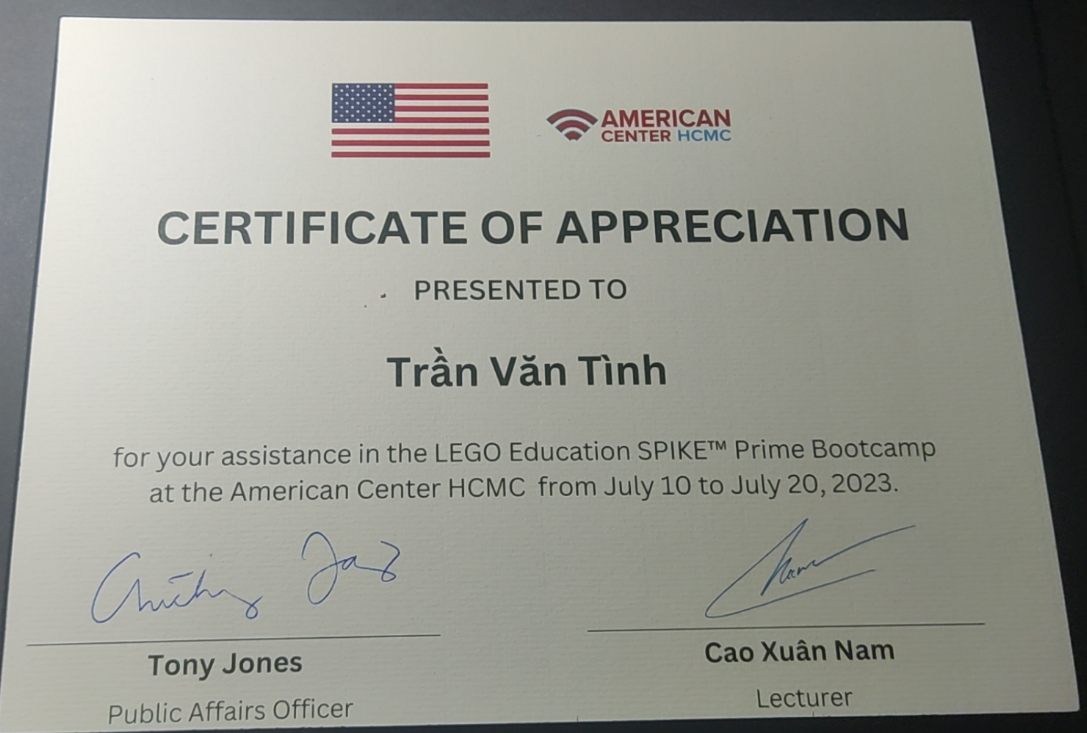 AMERICAN
CENTER HCMC
CERTIFICATE OF APPRECIATION
PRESENTED TO
Trần Văn Tình
for your assistance in the LEGO Education SPIKE™ Prime Bootcamp
at the American Center HCMC from July 10 to July 20, 2023.
Tony Jones
Public Affairs Officer
Cao Xuân Nam
Lecturer